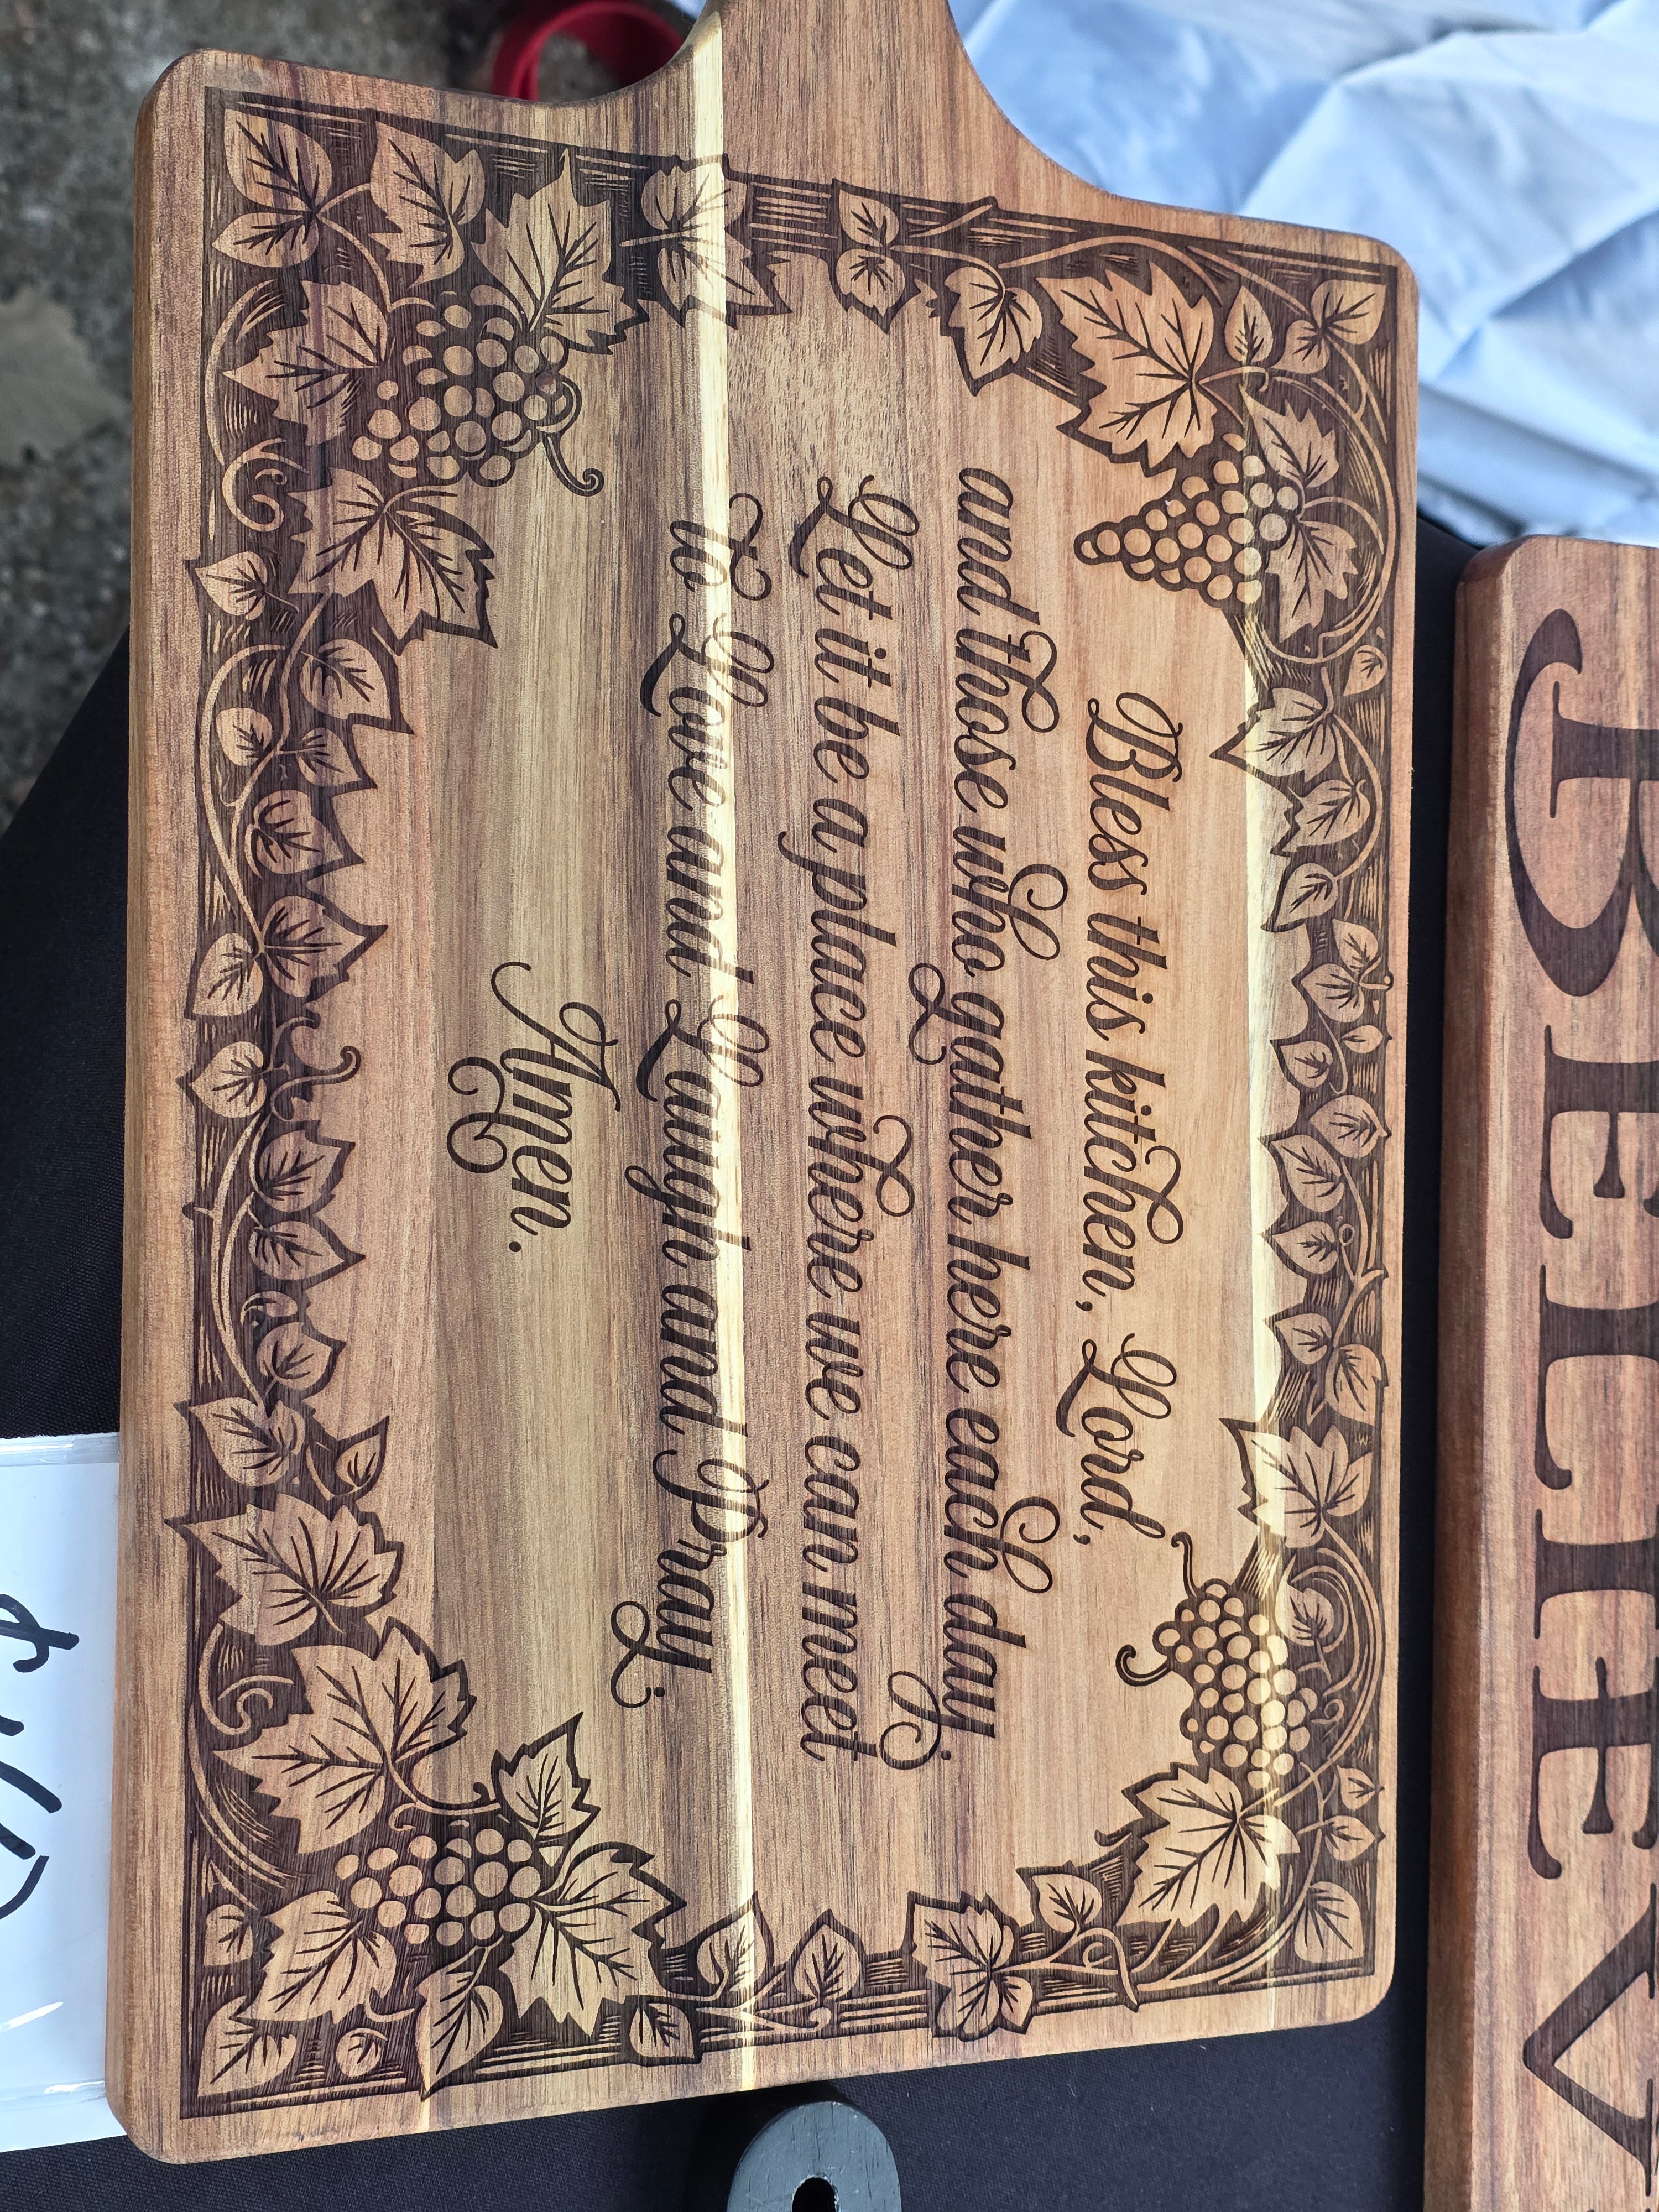 Bless this kitchen, Lord,
and those who gather here each day.
Let it be a place where we can meet
to Love and Laugh and Pray.
Amen.